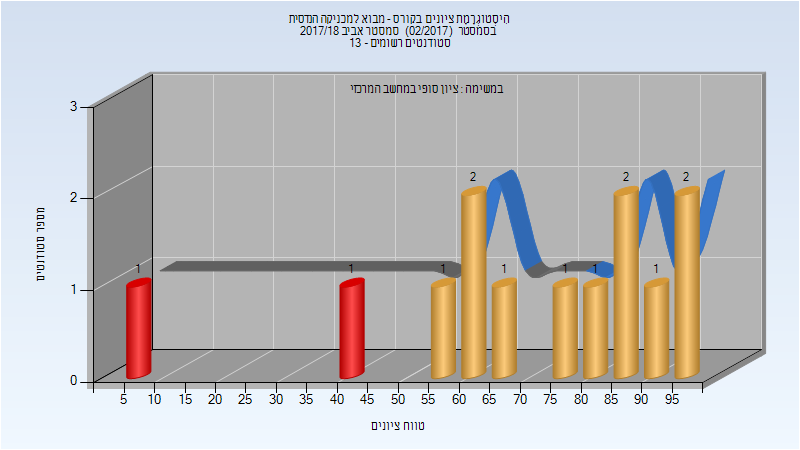 היסטוגרמת ציונים בקורס - מבוא למכניקה הנדסית
בסמסטר (02/2017) סמסטר אביב 2017/18
סטודנטים רשומים - 13
במשימה : ציון סופי במחשב המרכזי
3
2
1
0
מספר סטודנטים
1
1
1
2
1
1
1
2
1
2
5 10 15 20 25 30 35 40 45 50 55 60 65 70 75 80 85 90 95
טווח ציונים